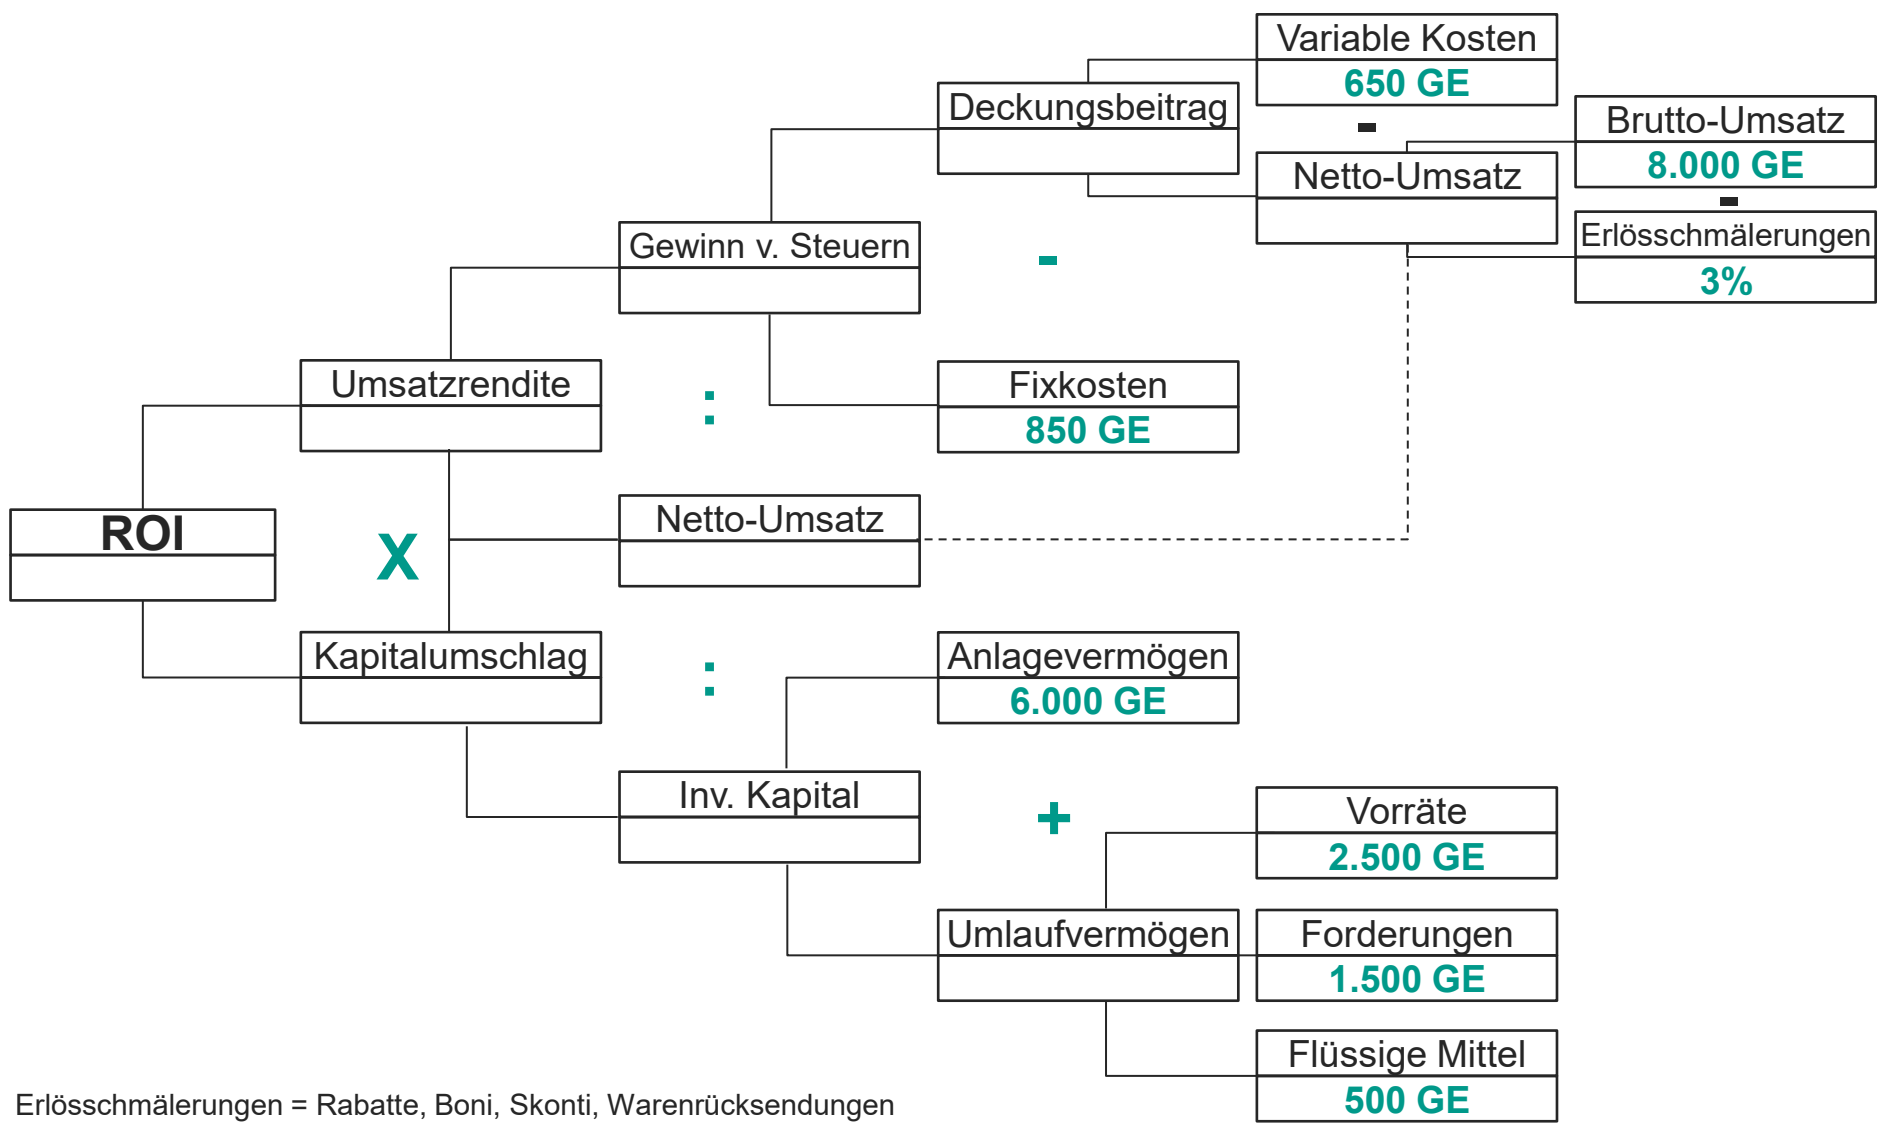 Variable Kosten
650 GE
-
Deckungsbeitrag
Brutto-Umsatz
8.000 GE
-
Netto-Umsatz
Erlösschmälerungen
3%
Gewinn v. Steuern
-
Umsatzrendite
:
Fixkosten
850 GE
ROI
X
Netto-Umsatz
Kapitalumschlag
:
Anlagevermögen
6.000 GE
Inv. Kapital
+
Vorräte
2.500 GE
Umlaufvermögen
Forderungen
1.500 GE
Flüssige Mittel
500 GE
Erlösschmälerungen = Rabatte, Boni, Skonti, Warenrücksendungen